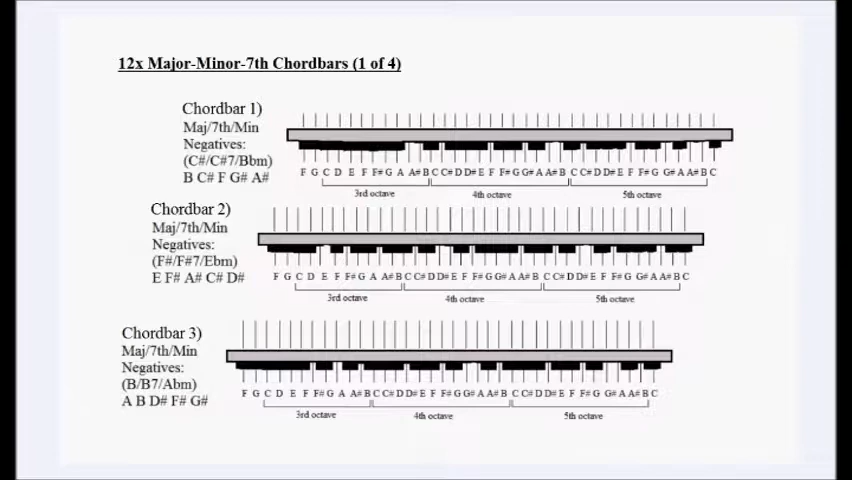 12x Major-Minor-7th Chordbars (1 of 4)
Chordbar 1)
Maj/7th/Min
Negatives:
(C#/C#7/Bbm)
B C# F G# A#
F G C D E F F# G A A# B C C# D D# E F F# G G# A A# B C C# D D# E F F# G G# A A# B C
3rd octave 4th octave 5th octave
Chordbar 2)
Maj/7th/Min
Negatives:
(F#/F#7/Ebm)
E F# A# C# D#
F G C D E F F# G A A# B C C# D D# E F F# G G# A A# B C C# D D# E F F# G G# A A# B C
3rd octave 4th octave 5th octave
Chordbar 3)
Maj/7th/Min
Negatives:
(B/B7/Abm)
A B D# F# G#
F G C D E F F# G A A# B C C# D D# E F F# G G# A A# B C C# D D# E F F# G G# A A# B C
3rd octave 4th octave 5th octave